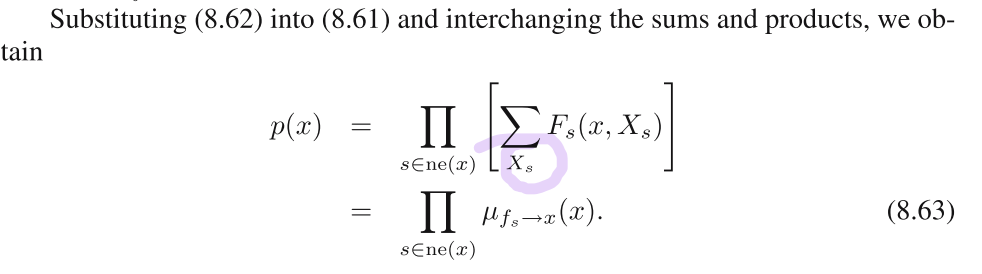 Substituting (8.62) into (8.61) and interchanging the sums and products, we ob-
tain
p(x) = ∏_{s∈ne(x)} [∑_{X_s} F_s(x, X_s)]
= ∏_{s∈ne(x)} μ_{f_s→x}(x). (8.63)